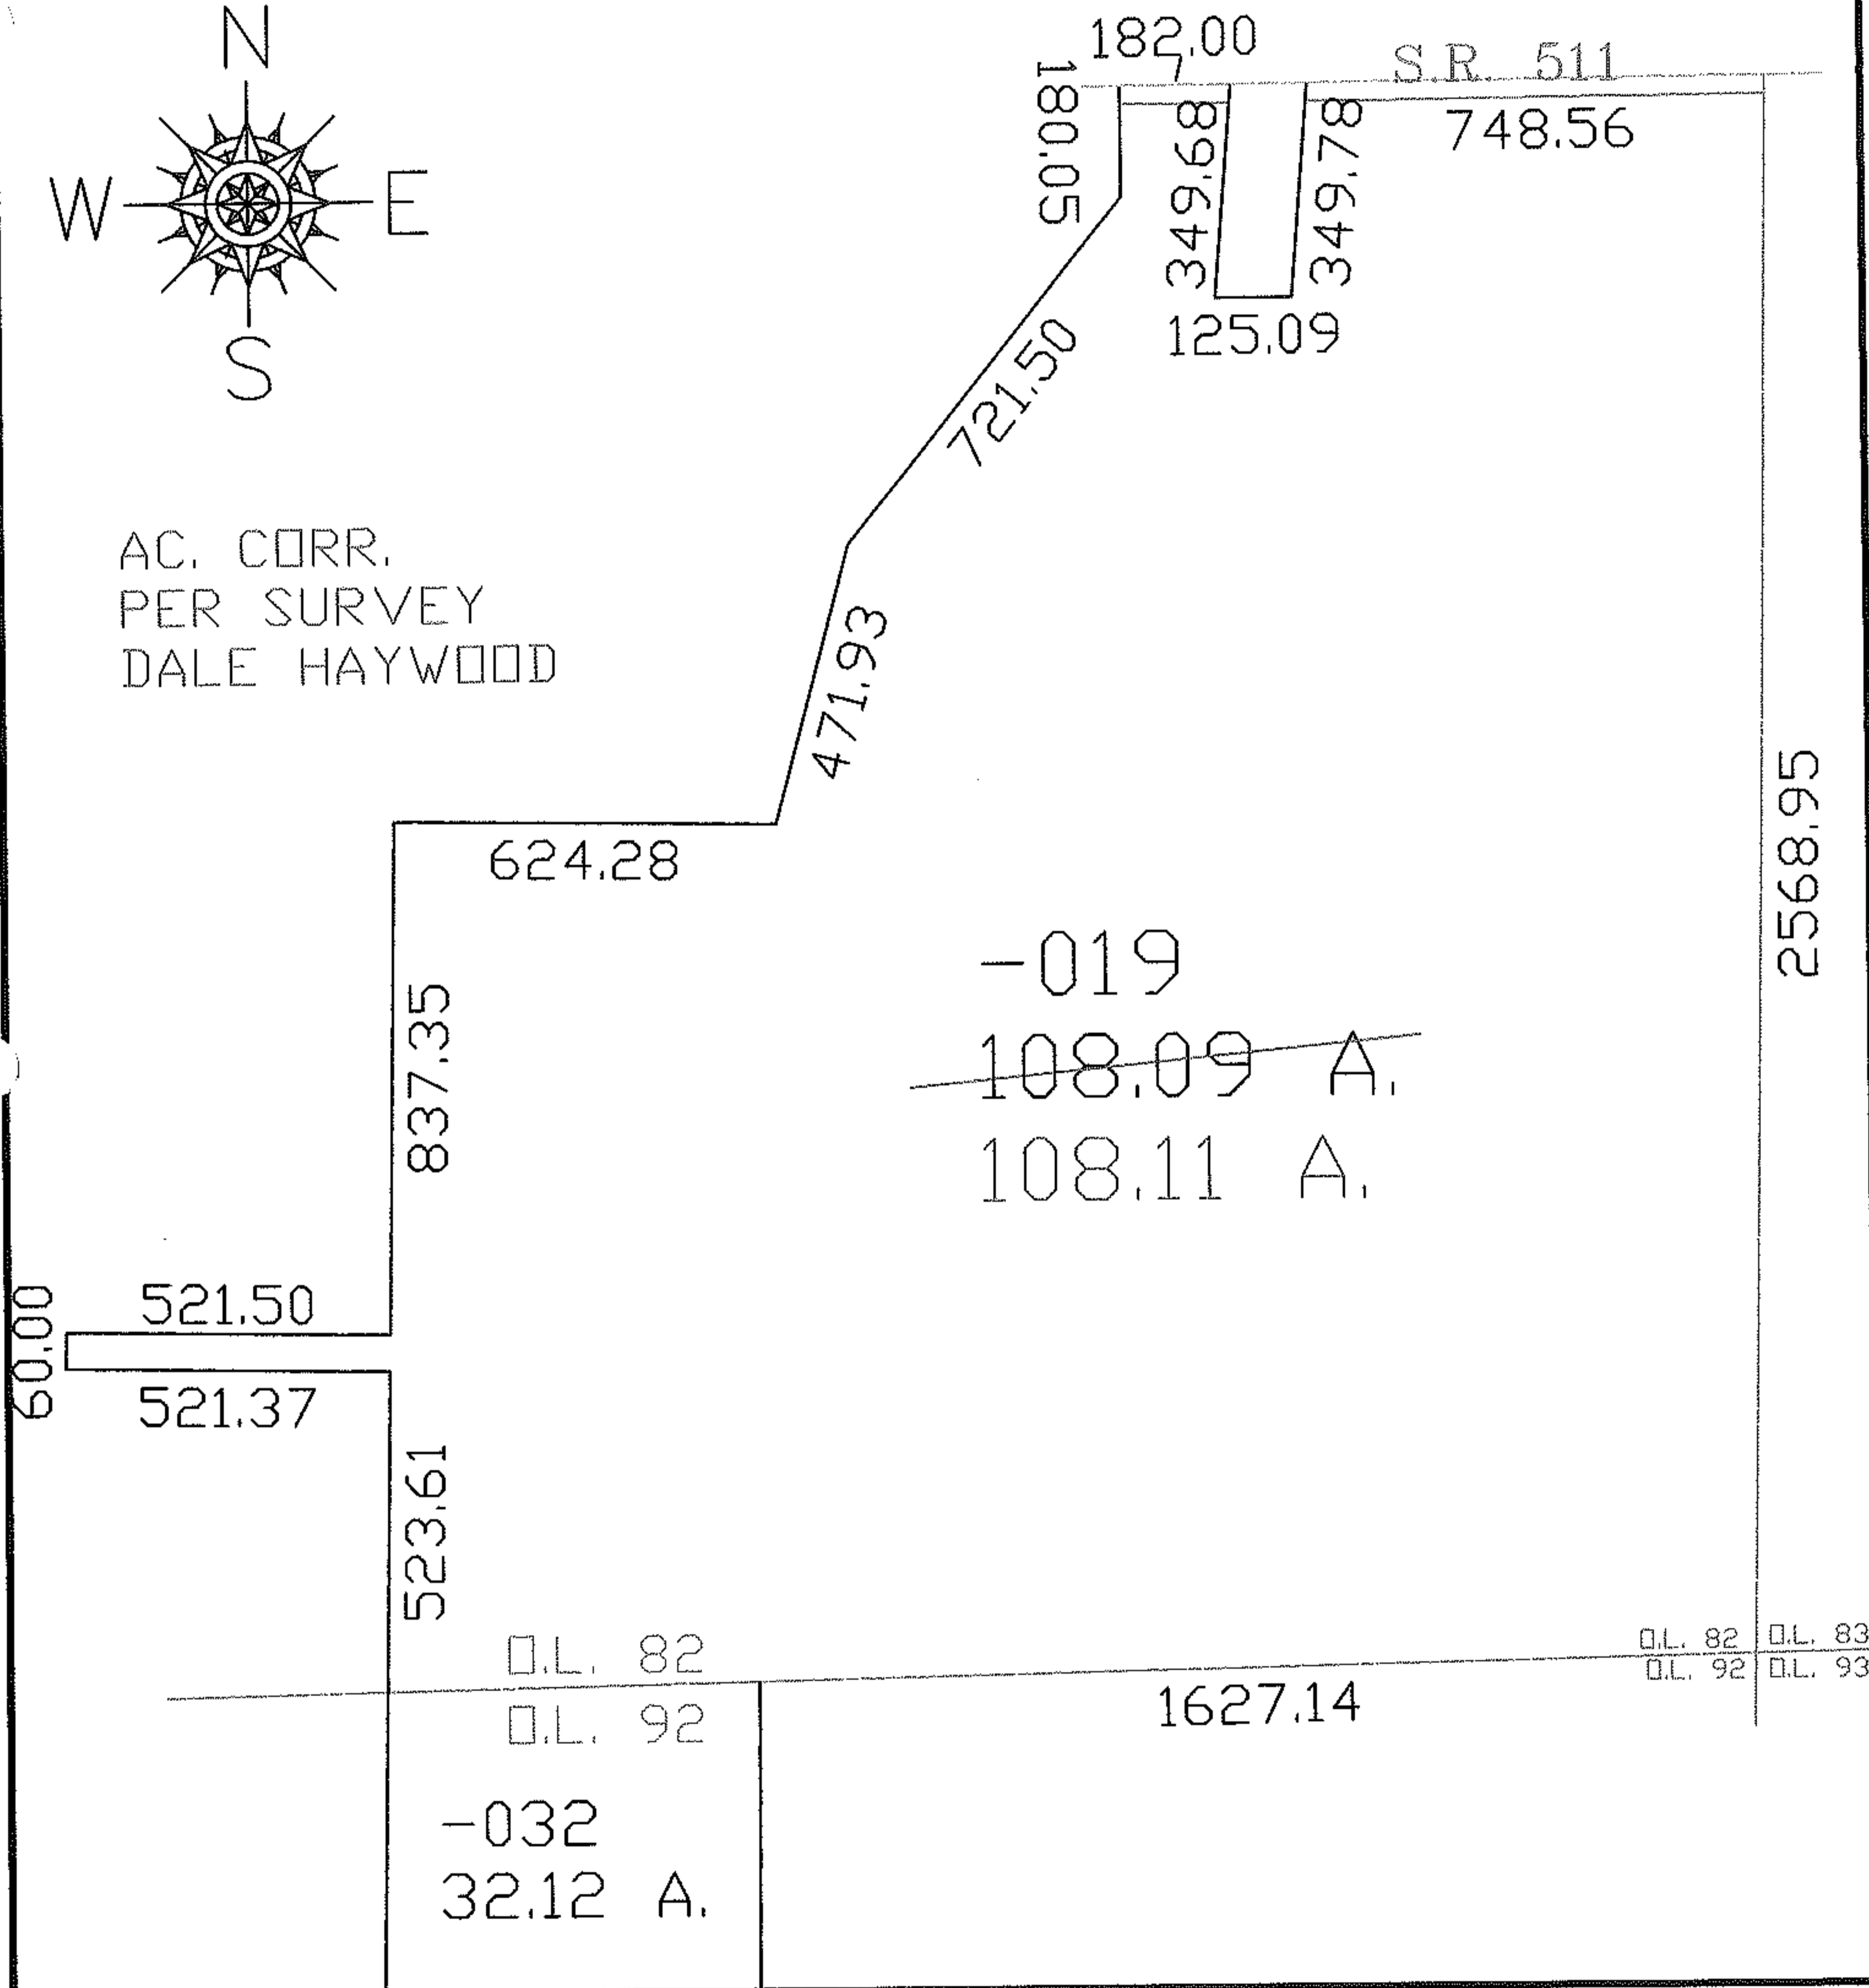 N
W E
S
182.00
S.R. 511
180.05
349.68
349.78
748.56
125.09
721.50
AC. CORR.
PER SURVEY
DALE HAYWOOD
471.93
2568.95
624.28
-019
108.09 A.
108.11 A.
837.35
60.00
521.50
521.37
523.61
O.L. 82
O.L. 92
O.L. 82
O.L. 83
O.L. 92
O.L. 93
1627.14
-032
32.12 A.